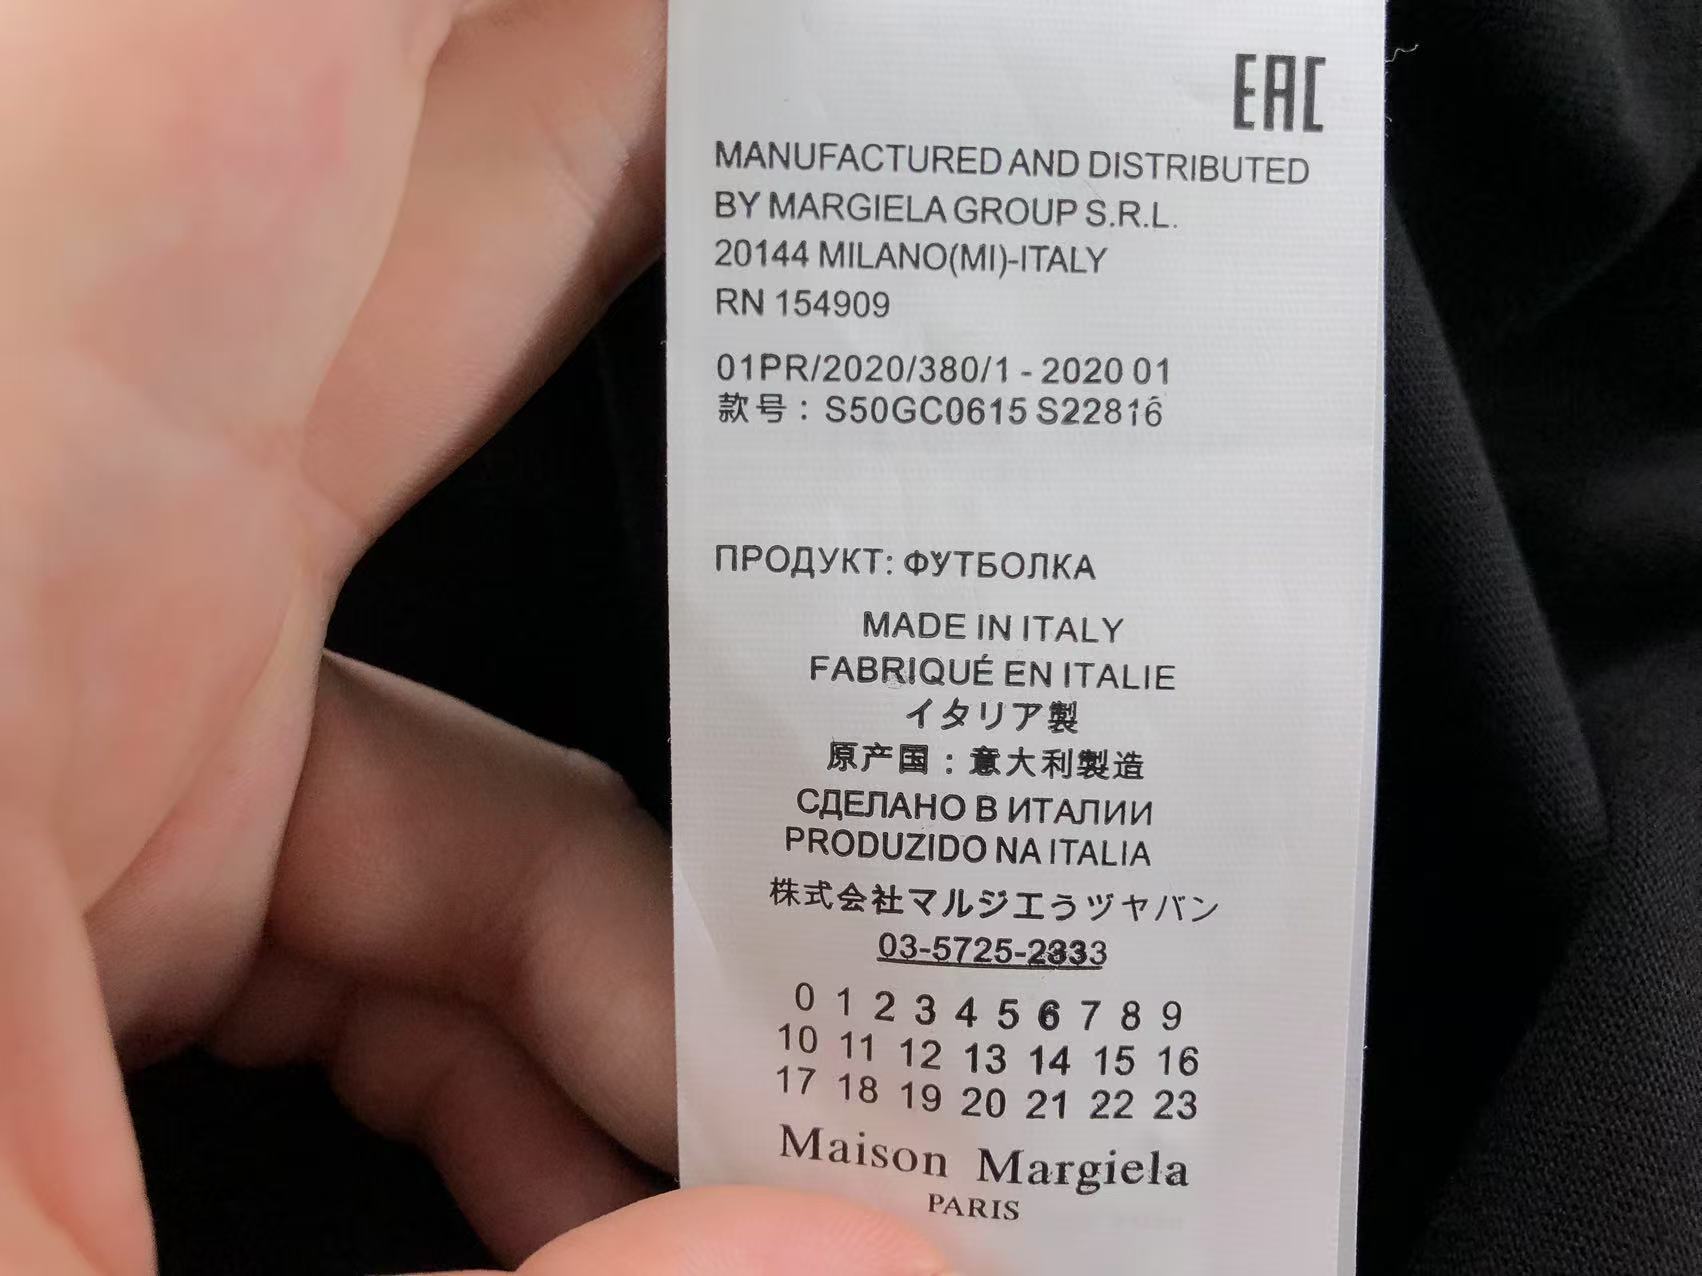 EAC
MANUFACTURED AND DISTRIBUTED
BY MARGIELA GROUP S.R.L.
20144 MILANO(MI)-ITALY
RN 154909
01PR/2020/380/1 - 2020 01
款号：S50GC0615 S22816
ПРОДУКТ: ФУТБОЛКА
MADE IN ITALY
FABRIQUÉ EN ITALIE
イタリア製
原产国：意大利製造
СДЕЛАНО В ИТАЛИИ
PRODUZIDO NA ITALIA
株式会社マルジエうヅヤバン
03-5725-2333
0 1 2 3 4 5 6 7 8 9
10 11 12 13 14 15 16
17 18 19 20 21 22 23
Maison Margiela
PARIS